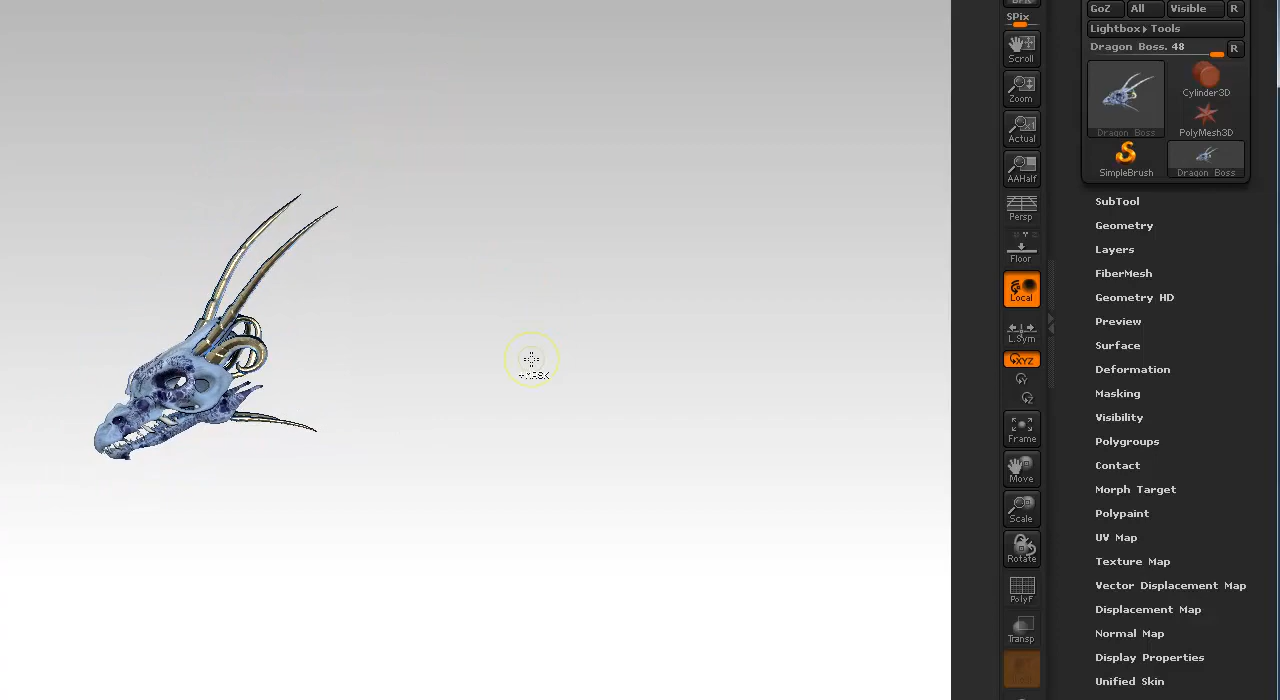 SPix
Scroll
Zoom
Actual
AAHalf
Persp
Floor
Local
L.Sym
XYZ
Y
Z
Frame
Move
Scale
Rotate
PolyF
Transp
GoZ All Visible R
Lightbox▸Tools
Dragon Boss. 48 R
Dragon Boss
Cylinder3D
PolyMesh3D
SimpleBrush
Dragon Boss
SubTool
Geometry
Layers
FiberMesh
Geometry HD
Preview
Surface
Deformation
Masking
Visibility
Polygroups
Contact
Morph Target
Polypaint
UV Map
Texture Map
Vector Displacement Map
Displacement Map
Normal Map
Display Properties
Unified Skin